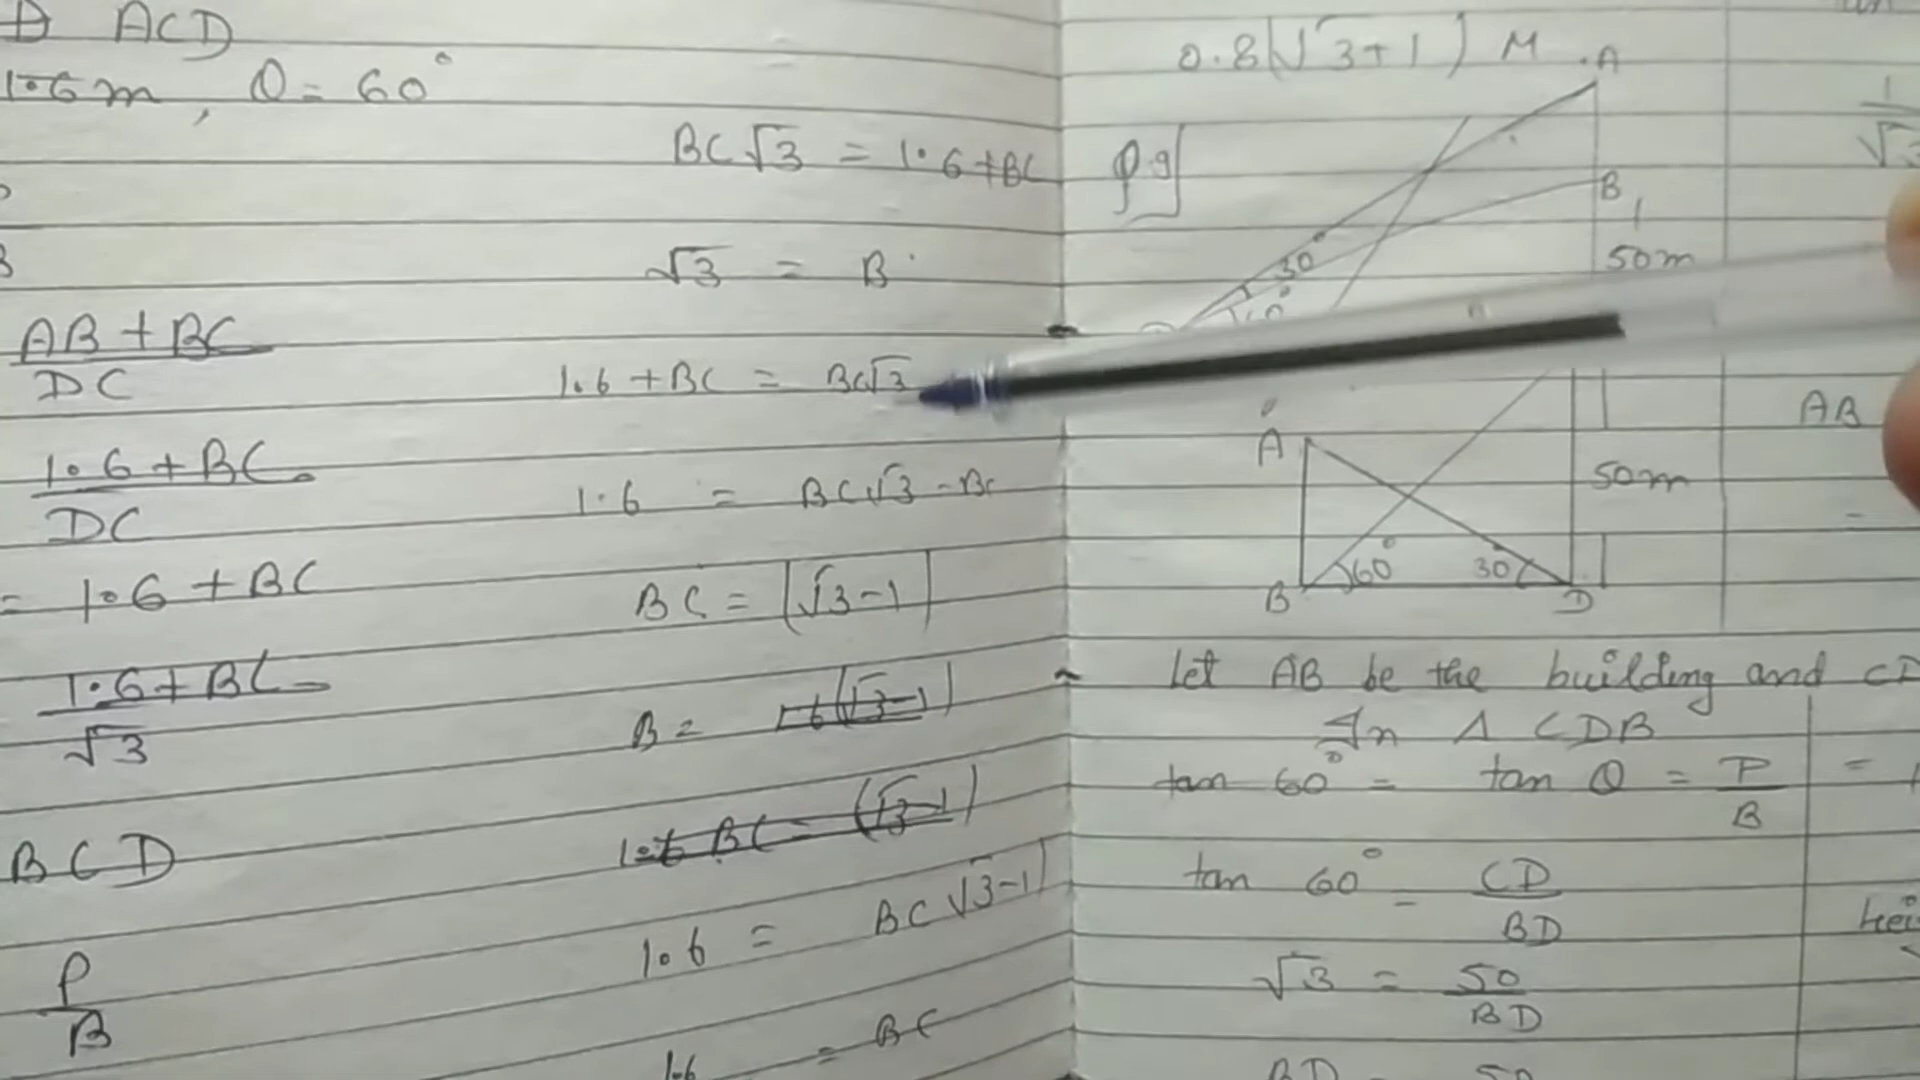 ACD
1.6m, θ = 60°
AB + BC
DC
1.6 + BC
DC
= 1.6 + BC
1.6 + BC
√3
BCD
P
B
BC√3 = 1.6 + BC
√3 = B
1.6 + BC = BC√3
1.6 = BC√3 - BC
BC = (√3-1)
B =
1.6 BC = (√3-1)
1.6 = BC√3-1)
1.6 = BC
0.8(√3+1) M
A
B
50m
30°
A
50m
60° 30°
B D
Let AB be the building and CD
In Δ CDB
tan 60° = tan θ = P
B
tan 60° = CD
BD
√3 = 50
BD
BD 50
1
√3
AB
hei